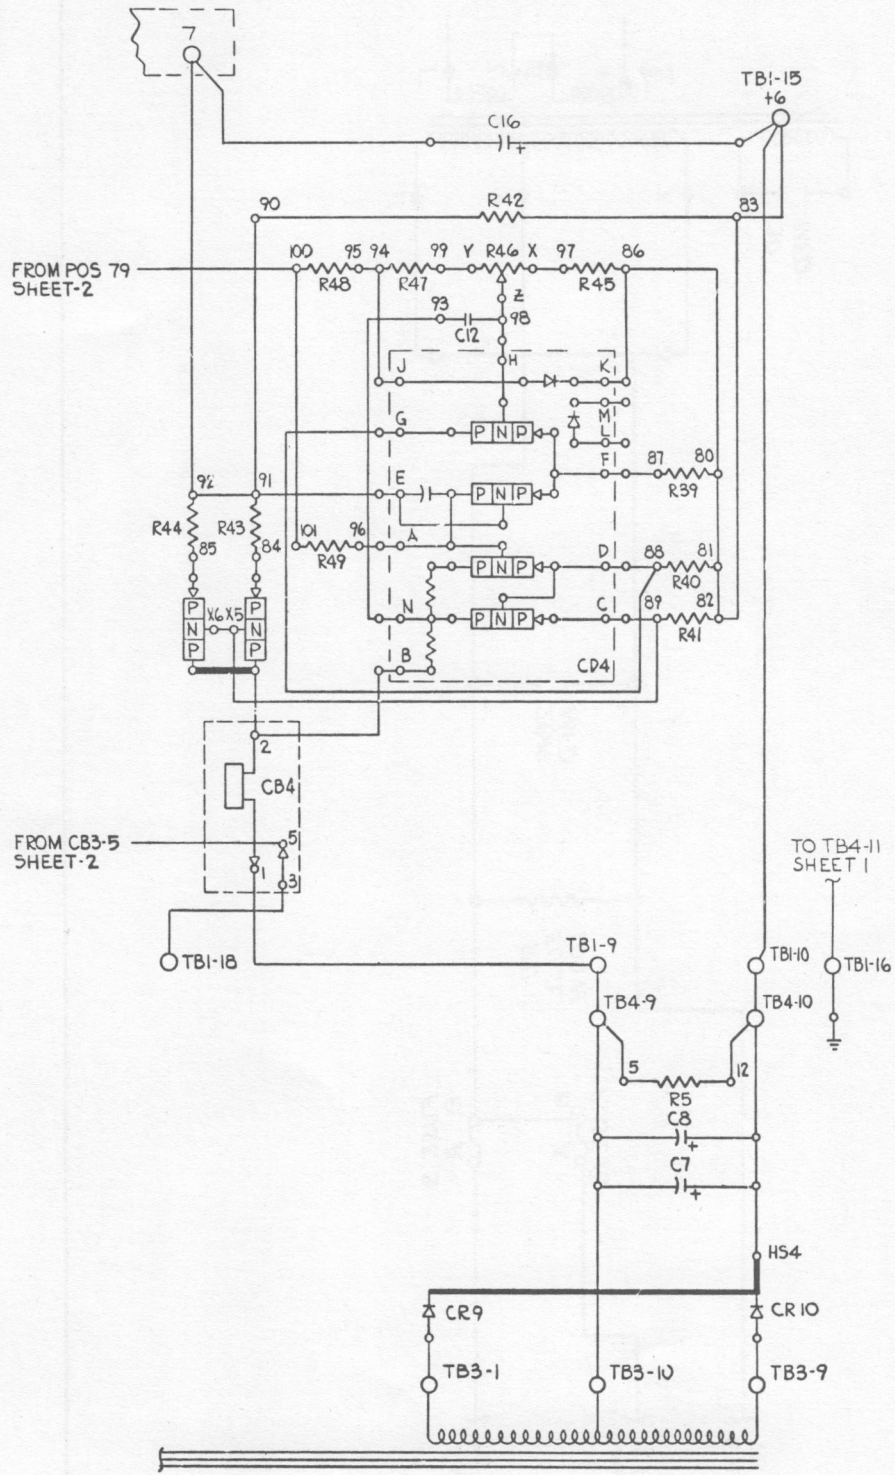 7
TB1-15
+6
C16
+
90
R42
83
100
95
94
99
Y
R46
X
97
86
FROM POS 79
SHEET-2
R48
R47
R45
Z
93
98
C12
H
J
K
M
L
G
P N P
F
87
80
R39
92
91
E
P N P
R44
R43
101
96
A
85
84
R49
D
88
81
P N P
R40
P
N
P
X6
X5
P
N
P
N
P N P
C
89
82
R41
B
CD4
2
CB4
FROM CB3-5
SHEET-2
5
1
3
TO TB4-11
SHEET 1
TB1-18
TB1-9
TB1-10
TB1-16
TB4-9
TB4-10
5
12
R5
C8
+
C7
+
HS4
CR9
CR10
TB3-1
TB3-10
TB3-9